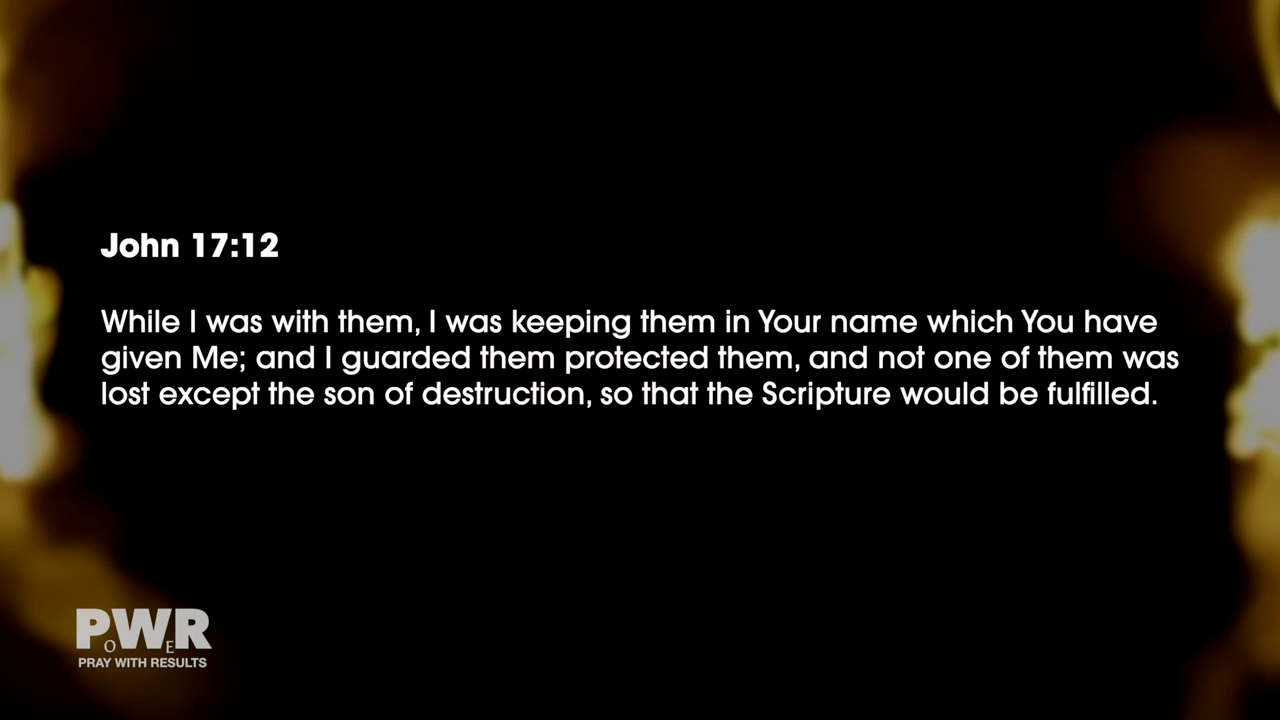 John 17:12
While I was with them, I was keeping them in Your name which You have
given Me; and I guarded them protected them, and not one of them was
lost except the son of destruction, so that the Scripture would be fulfilled.
POWER
PRAY WITH RESULTS